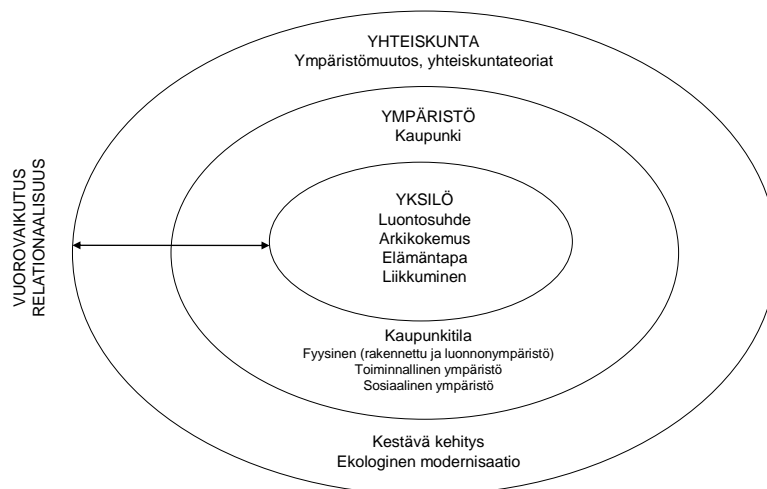 YHTEISKUNTA
Ympäristömuutos, yhteiskuntateoriat
YMPÄRISTÖ
Kaupunki
VUOROVAIKUTUS
RELATIONAALISUUS
YKSILÖ
Luontosuhde
Arkikokemus
Elämäntapa
Liikkuminen
Kaupunkitila
Fyysinen (rakennettu ja luonnonympäristö)
Toiminnallinen ympäristö
Sosiaalinen ympäristö
Kestävä kehitys
Ekologinen modernisaatio